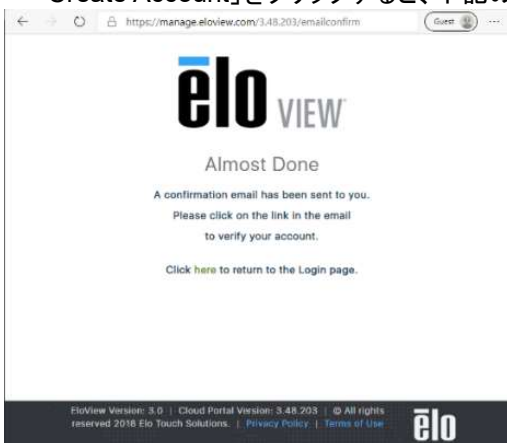 Create Account」をクリックすると、下記の
https://manage.eloview.com/3.48.203/emailconfirm
Guest
ēlo VIEW
Almost Done
A confirmation email has been sent to you.
Please click on the link in the email
to verify your account.
Click here to return to the Login page.
EloView Version: 3.0 | Cloud Portal Version: 3.48.203 | © All rights
reserved 2018 Elo Touch Solutions. | Privacy Policy | Terms of Use
ēlo